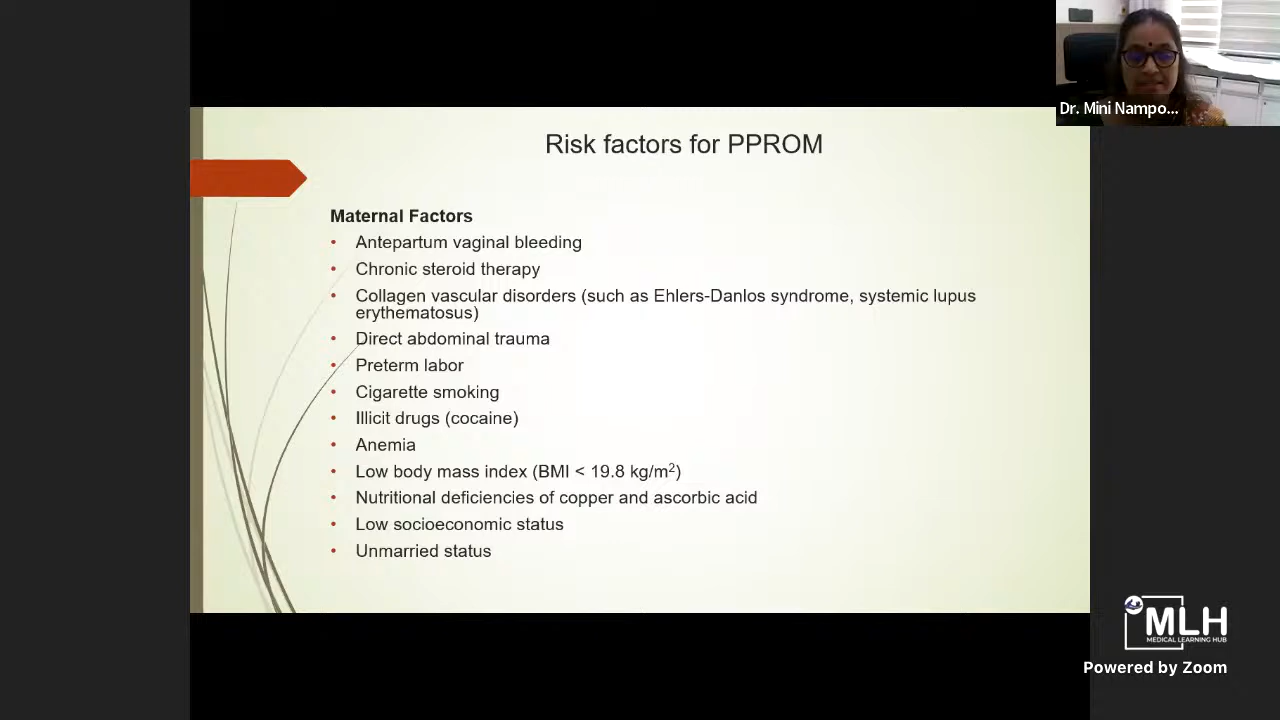 Dr. Mini Nampo...
Risk factors for PPROM
Maternal Factors
• Antepartum vaginal bleeding
• Chronic steroid therapy
• Collagen vascular disorders (such as Ehlers-Danlos syndrome, systemic lupus
erythematosus)
• Direct abdominal trauma
• Preterm labor
• Cigarette smoking
• Illicit drugs (cocaine)
• Anemia
• Low body mass index (BMI < 19.8 kg/m²)
• Nutritional deficiencies of copper and ascorbic acid
• Low socioeconomic status
• Unmarried status
MLH
MEDICAL LEARNING HUB
Powered by Zoom